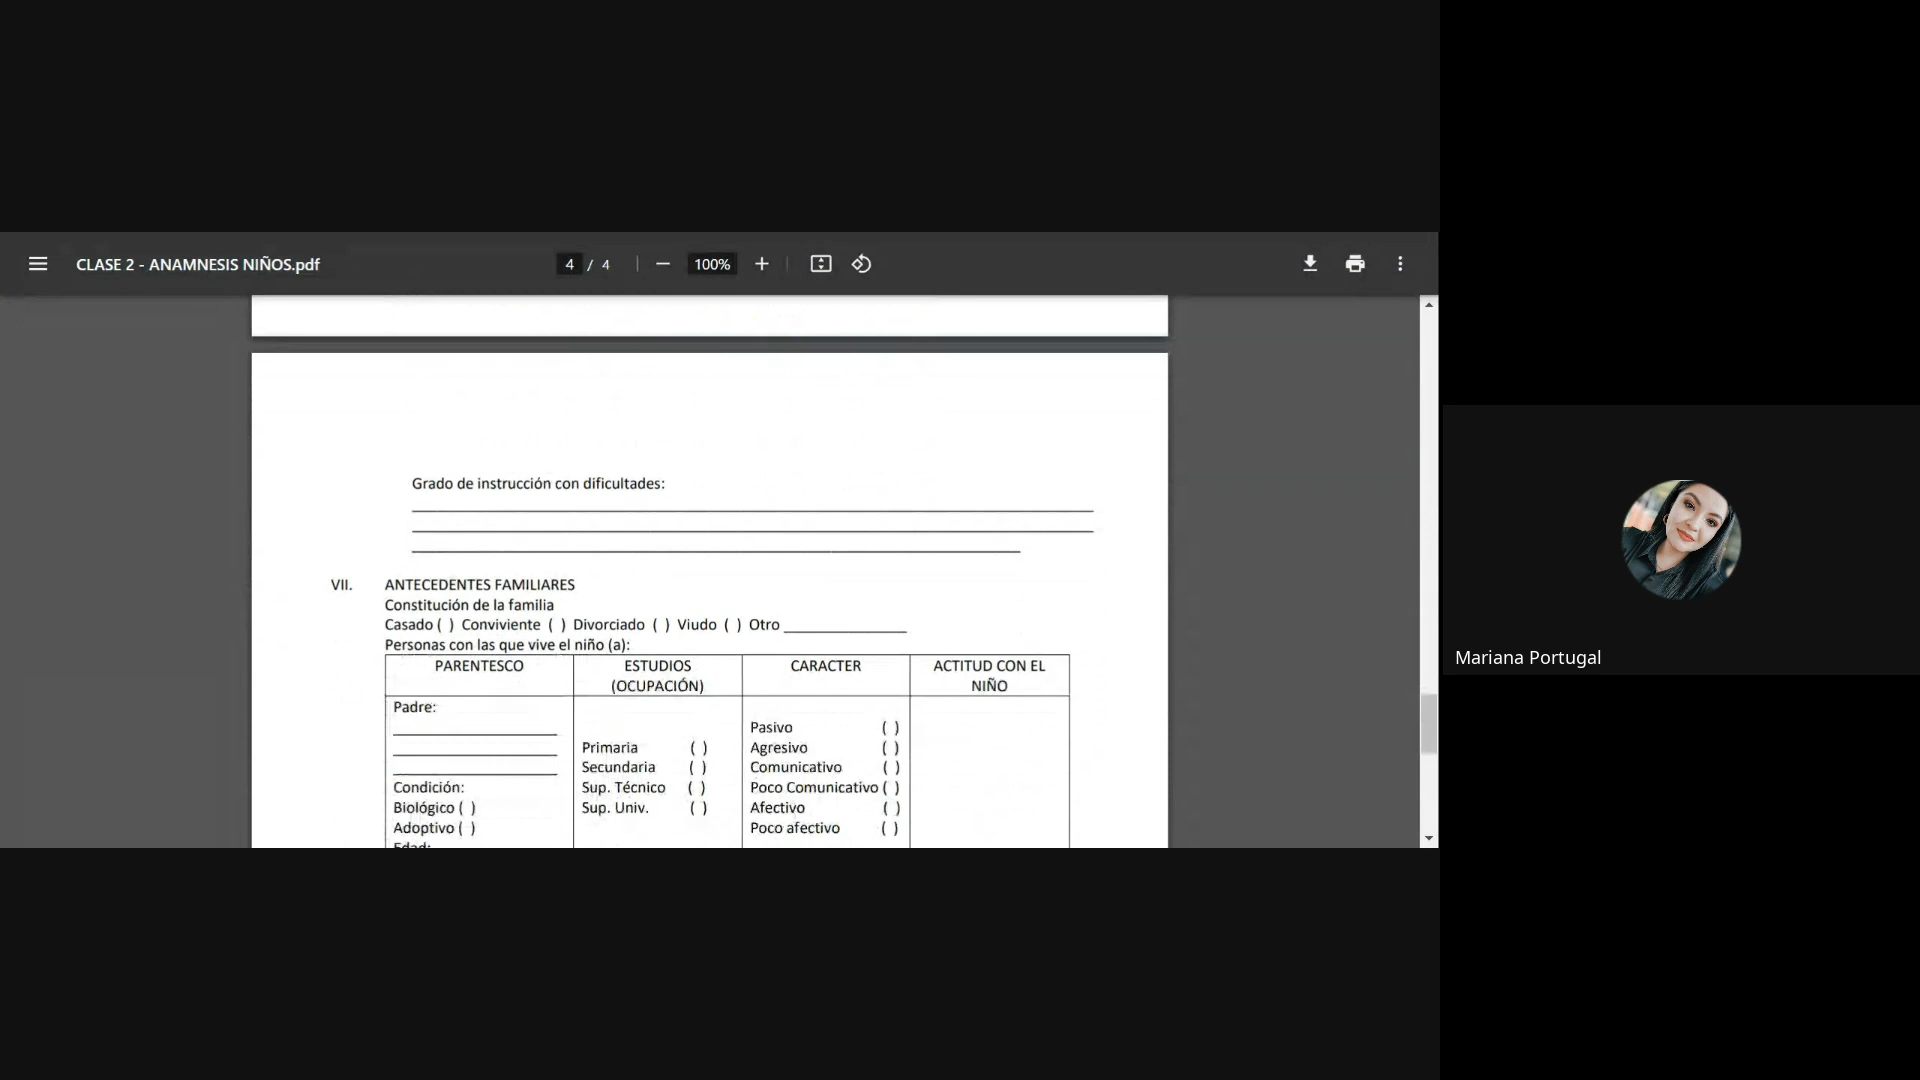 CLASE 2 - ANAMNESIS NIÑOS.pdf
4 / 4
100%
Grado de instrucción con dificultades:
VII. ANTECEDENTES FAMILIARES
Constitución de la familia
Casado ( ) Conviviente ( ) Divorciado ( ) Viudo ( ) Otro _______________
Personas con las que vive el niño (a):
PARENTESCO
ESTUDIOS
(OCUPACIÓN)
CARACTER
ACTITUD CON EL
NIÑO
Padre:
Condición:
Biológico ( )
Adoptivo ( )
Edad:
Primaria ( )
Secundaria ( )
Sup. Técnico ( )
Sup. Univ. ( )
Pasivo ( )
Agresivo ( )
Comunicativo ( )
Poco Comunicativo ( )
Afectivo ( )
Poco afectivo ( )
Mariana Portugal